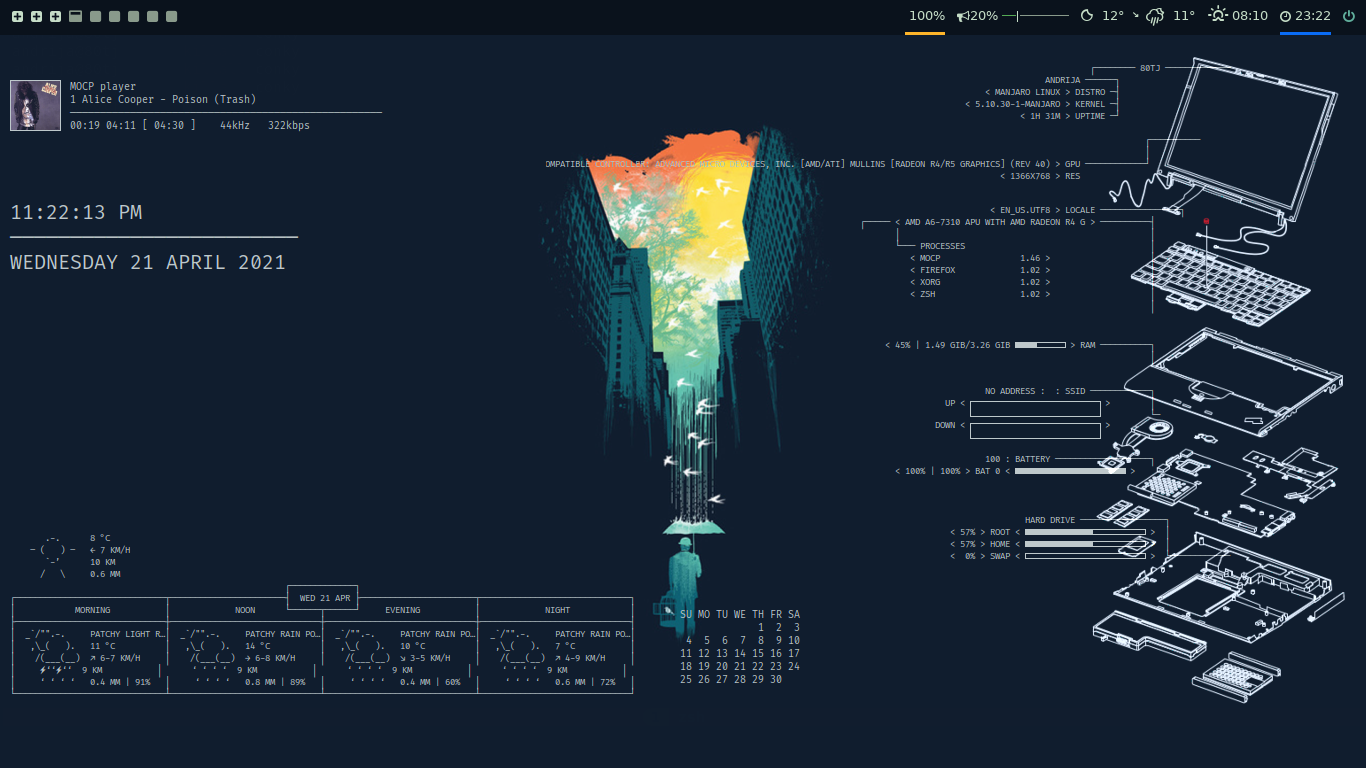 100% 20% 12° ↘ 11° 08:10 23:22
MOCP player
1 Alice Cooper - Poison (Trash)
00:19 04:11 [ 04:30 ] 44kHz 322kbps
11:22:13 PM
WEDNESDAY 21 APRIL 2021
80TJ
ANDRIJA
< MANJARO LINUX > DISTRO
< 5.10.30-1-MANJARO > KERNEL
< 1H 31M > UPTIME
OMPATIBLE CONTROLLER: ADVANCED MICRO DEVICES, INC. [AMD/ATI] MULLINS [RADEON R4/R5 GRAPHICS] (REV 40) > GPU
< 1366X768 > RES
< EN_US.UTF8 > LOCALE
< AMD A6-7310 APU WITH AMD RADEON R4 G >
PROCESSES
< MOCP 1.46 >
< FIREFOX 1.02 >
< XORG 1.02 >
< ZSH 1.02 >
< 45% | 1.49 GIB/3.26 GIB > RAM
NO ADDRESS : : SSID
UP < >
DOWN < >
100 : BATTERY
< 100% | 100% > BAT 0 < >
HARD DRIVE
< 57% > ROOT < >
< 57% > HOME < >
< 0% > SWAP < >
8 °C
← 7 KM/H
10 KM
0.6 MM
WED 21 APR
MORNING NOON EVENING NIGHT
PATCHY LIGHT R… PATCHY RAIN PO… PATCHY RAIN PO… PATCHY RAIN PO…
11 °C 14 °C 10 °C 7 °C
↗ 6-7 KM/H → 6-8 KM/H ↘ 3-5 KM/H ↗ 4-9 KM/H
9 KM 9 KM 9 KM 9 KM
0.4 MM | 91% 0.8 MM | 89% 0.4 MM | 60% 0.6 MM | 72%
SU MO TU WE TH FR SA
1 2 3
4 5 6 7 8 9 10
11 12 13 14 15 16 17
18 19 20 21 22 23 24
25 26 27 28 29 30